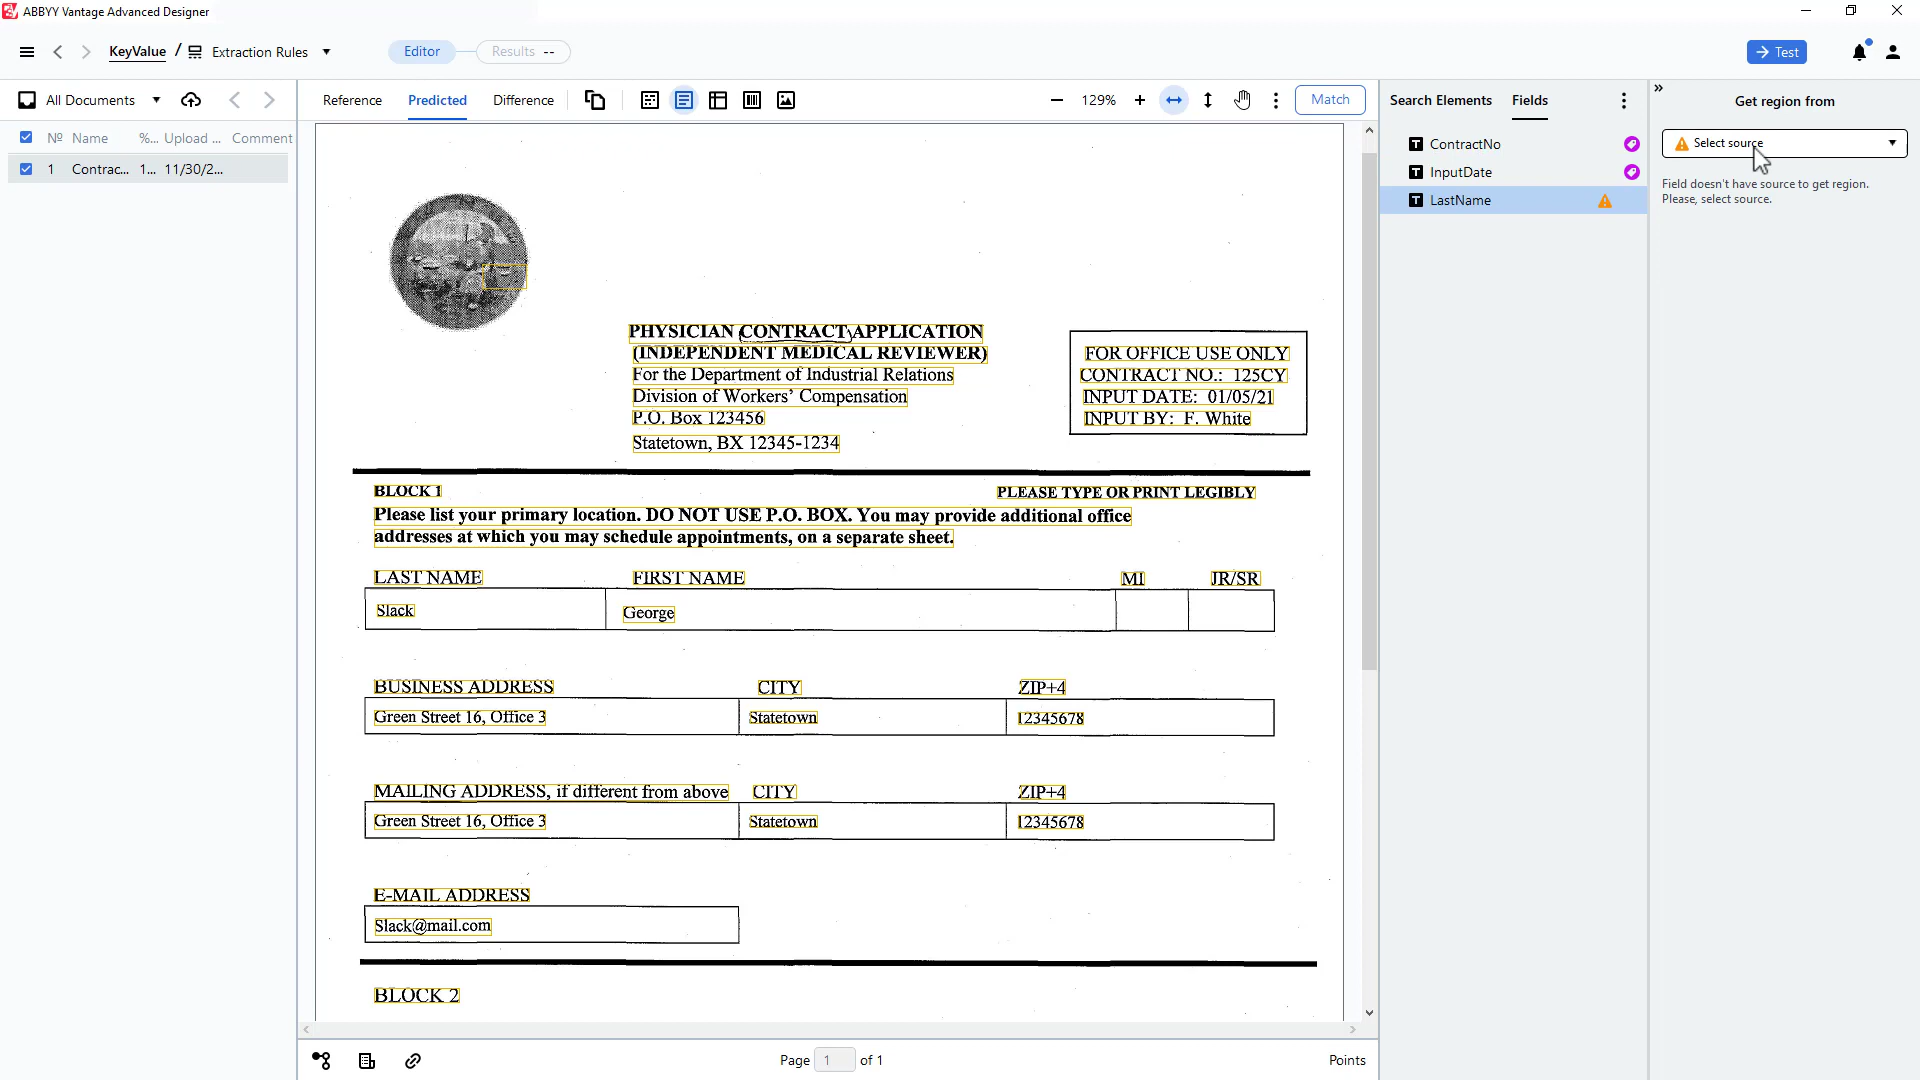 ABBYY Vantage Advanced Designer
KeyValue / Extraction Rules
Editor
Results --
Test
All Documents
Reference
Predicted
Difference
129%
Match
Search Elements
Fields
Get region from
№ Name %... Upload ... Comment
1 Contrac... 1... 11/30/2...
ContractNo
InputDate
LastName
Select source
Field doesn't have source to get region.
Please, select source.
PHYSICIAN CONTRACT APPLICATION
(INDEPENDENT MEDICAL REVIEWER)
For the Department of Industrial Relations
Division of Workers' Compensation
P.O. Box 123456
Statetown, BX 12345-1234
FOR OFFICE USE ONLY
CONTRACT NO.: 125CY
INPUT DATE: 01/05/21
INPUT BY: F. White
BLOCK 1
PLEASE TYPE OR PRINT LEGIBLY
Please list your primary location. DO NOT USE P.O. BOX. You may provide additional office
addresses at which you may schedule appointments, on a separate sheet.
LAST NAME FIRST NAME MI JR/SR
Slack George
BUSINESS ADDRESS CITY ZIP+4
Green Street 16, Office 3 Statetown 12345678
MAILING ADDRESS, if different from above CITY ZIP+4
Green Street 16, Office 3 Statetown 12345678
E-MAIL ADDRESS
Slack@mail.com
BLOCK 2
Page 1 of 1
Points